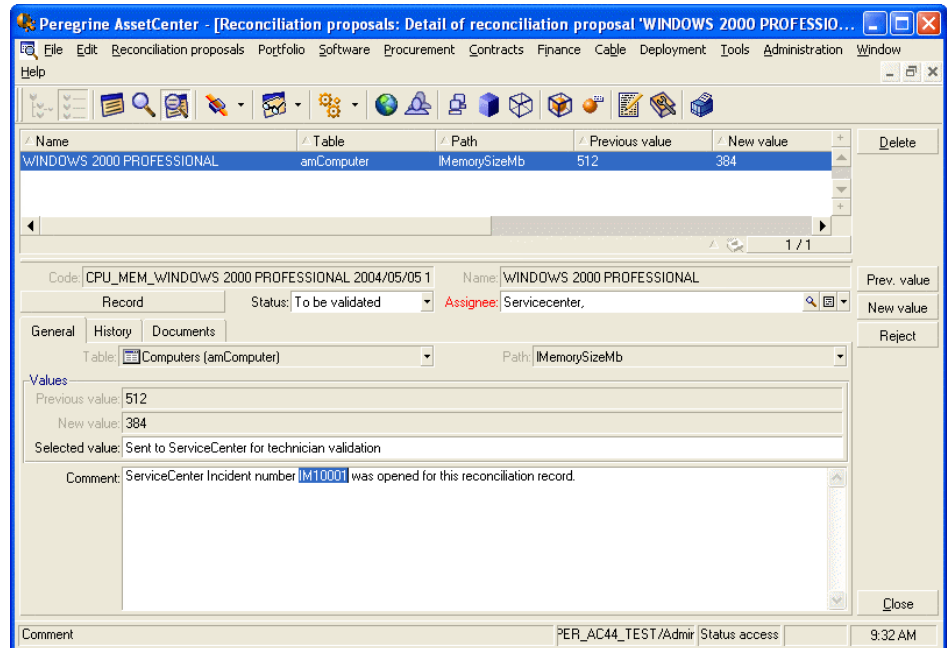 Peregrine AssetCenter - [Reconciliation proposals: Detail of reconciliation proposal 'WINDOWS 2000 PROFESSIO...
File Edit Reconciliation proposals Portfolio Software Procurement Contracts Finance Cable Deployment Tools Administration Window
Help
Name Table Path Previous value New value
WINDOWS 2000 PROFESSIONAL amComputer lMemorySizeMb 512 384
Delete
1 / 1
Code: CPU_MEM_WINDOWS 2000 PROFESSIONAL 2004/05/05 1 Name: WINDOWS 2000 PROFESSIONAL Prev. value
Record Status: To be validated Assignee: Servicecenter, New value
General History Documents Reject
Table: Computers (amComputer) Path: lMemorySizeMb
Values
Previous value: 512
New value: 384
Selected value: Sent to ServiceCenter for technician validation
Comment: ServiceCenter Incident number IM10001 was opened for this reconciliation record.
Close
Comment PER_AC44_TEST/Admir Status access 9:32 AM